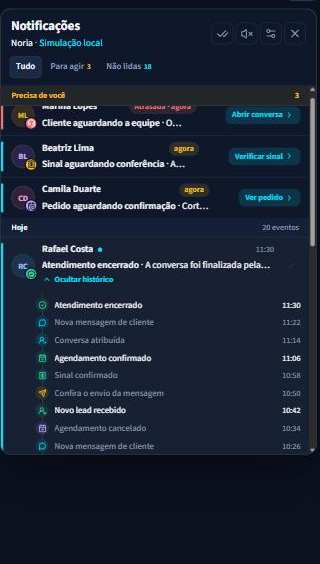 Notificações
Noria · Simulação local
Tudo Para agir 3 Não lidas 18
Precisa de você 3
ML Marina Lopes Atrasada · agora
Cliente aguardando a equipe · O… Abrir conversa
BL Beatriz Lima agora
Sinal aguardando conferência · A… Verificar sinal
CD Camila Duarte agora
Pedido aguardando confirmação · Cort… Ver pedido
Hoje 20 eventos
RC Rafael Costa 11:30
Atendimento encerrado · A conversa foi finalizada pela…
Ocultar histórico
Atendimento encerrado 11:30
Nova mensagem de cliente 11:22
Conversa atribuída 11:14
Agendamento confirmado 11:06
Sinal confirmado 10:58
Confira o envio da mensagem 10:50
Novo lead recebido 10:42
Agendamento cancelado 10:34
Nova mensagem de cliente 10:26